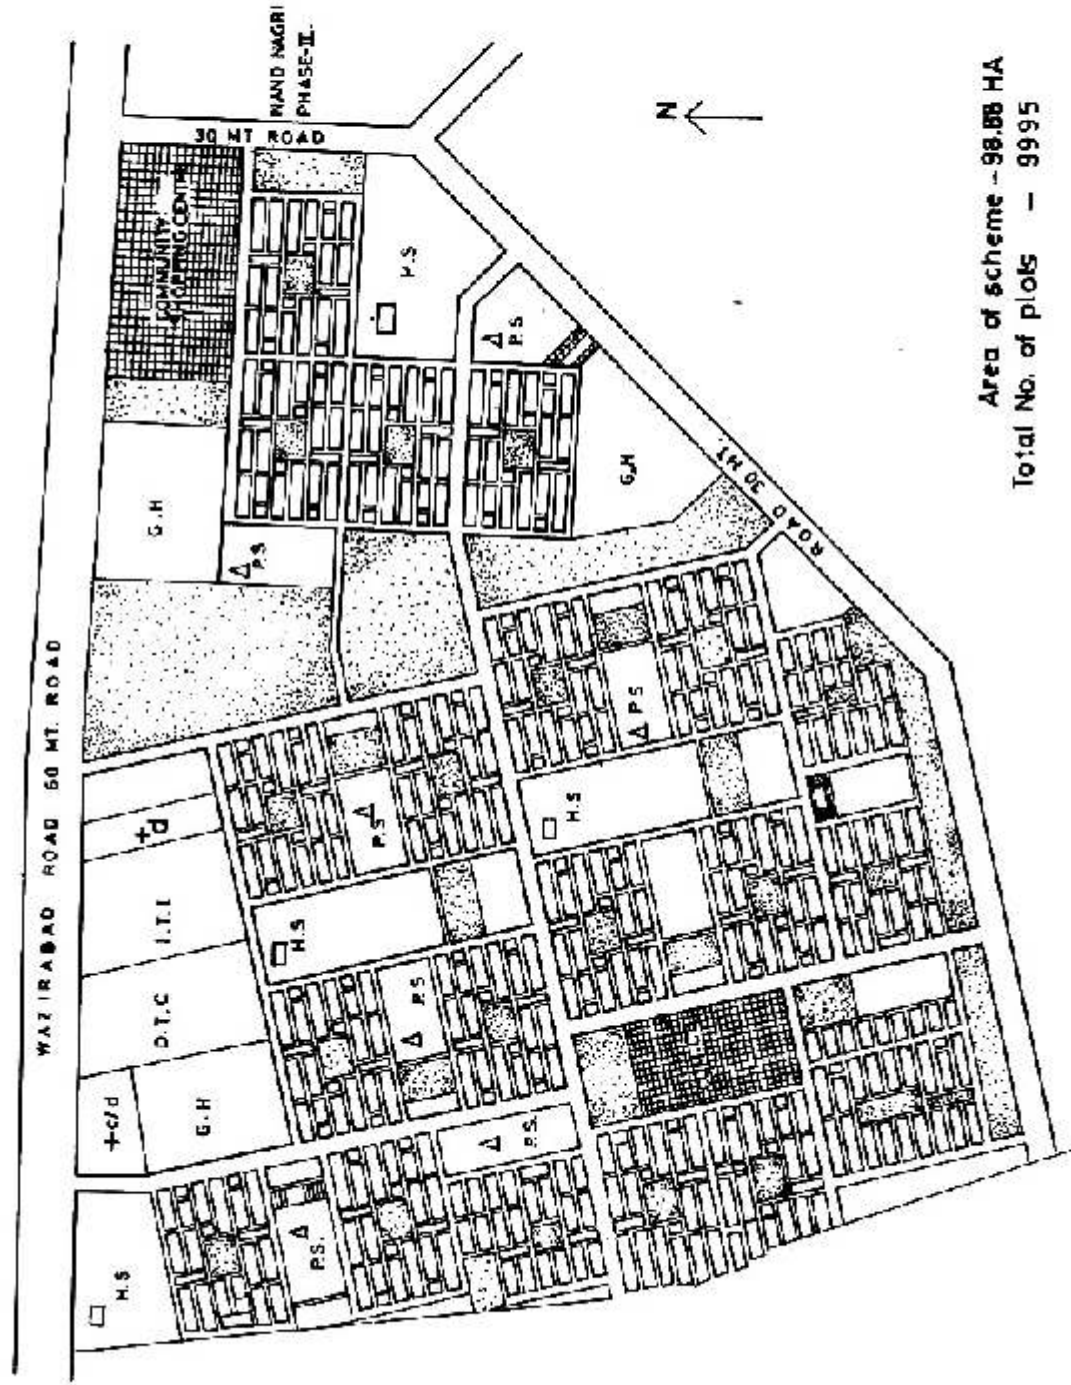 WAZIRABAD ROAD 60 MT. ROAD
NAND NAGRI
PHASE-II.
30 MT ROAD
COMMUNITY
SHOPPING CENTRE
N
H.S
P.S
G.H
P.S
G.H
ROAD 30 MT
+d
I.T.I
D.T.C
+c/d
G.H
P.S
H.S
P.S
P.S
H.S
P.S.
P.S.
H.S
Area of scheme - 98.88 HA
Total No. of plots - 9995